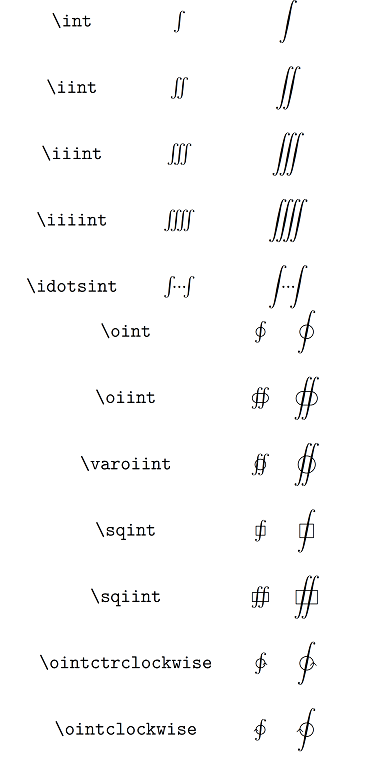 \int ∫ ∫
\iint ∬ ∬
\iiint ∭ ∭
\iiiint ⨌ ⨌
\idotsint ∫···∫ ∫···∫
\oint ∮ ∮
\oiint ∯ ∯
\varoiint ∯ ∯
\sqint ⨖ ⨖
\sqiint
\ointctrclockwise ∳ ∳
\ointclockwise ∲ ∲